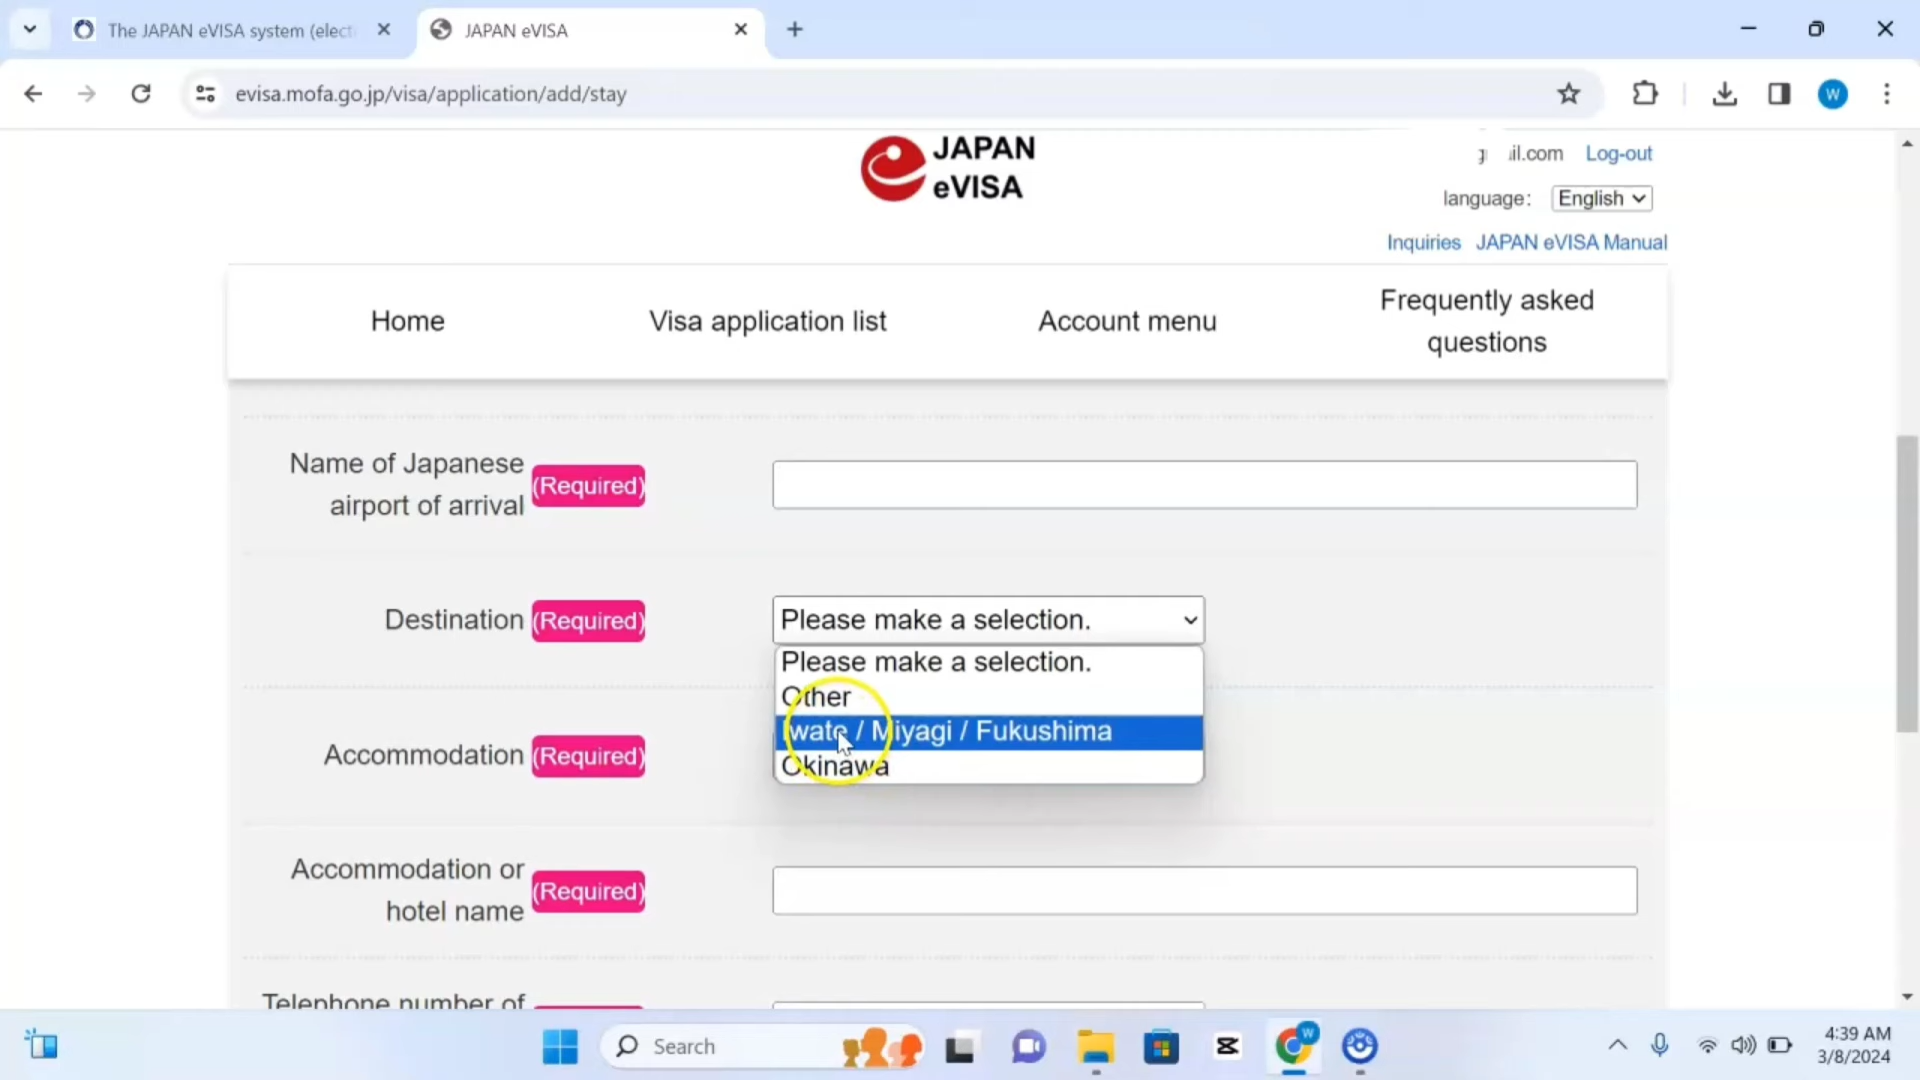 The JAPAN eVISA system (elect
JAPAN eVISA
evisa.mofa.go.jp/visa/application/add/stay
W
JAPAN
eVISA
il.com Log-out
language: English
Inquiries JAPAN eVISA Manual
Home Visa application list Account menu Frequently asked
questions
Name of Japanese
airport of arrival (Required)
Destination (Required) Please make a selection.
Please make a selection.
Other
Iwate / Miyagi / Fukushima
Okinawa
Accommodation (Required)
Accommodation or
hotel name (Required)
Telephone number of
Search
W
4:39 AM
3/8/2024